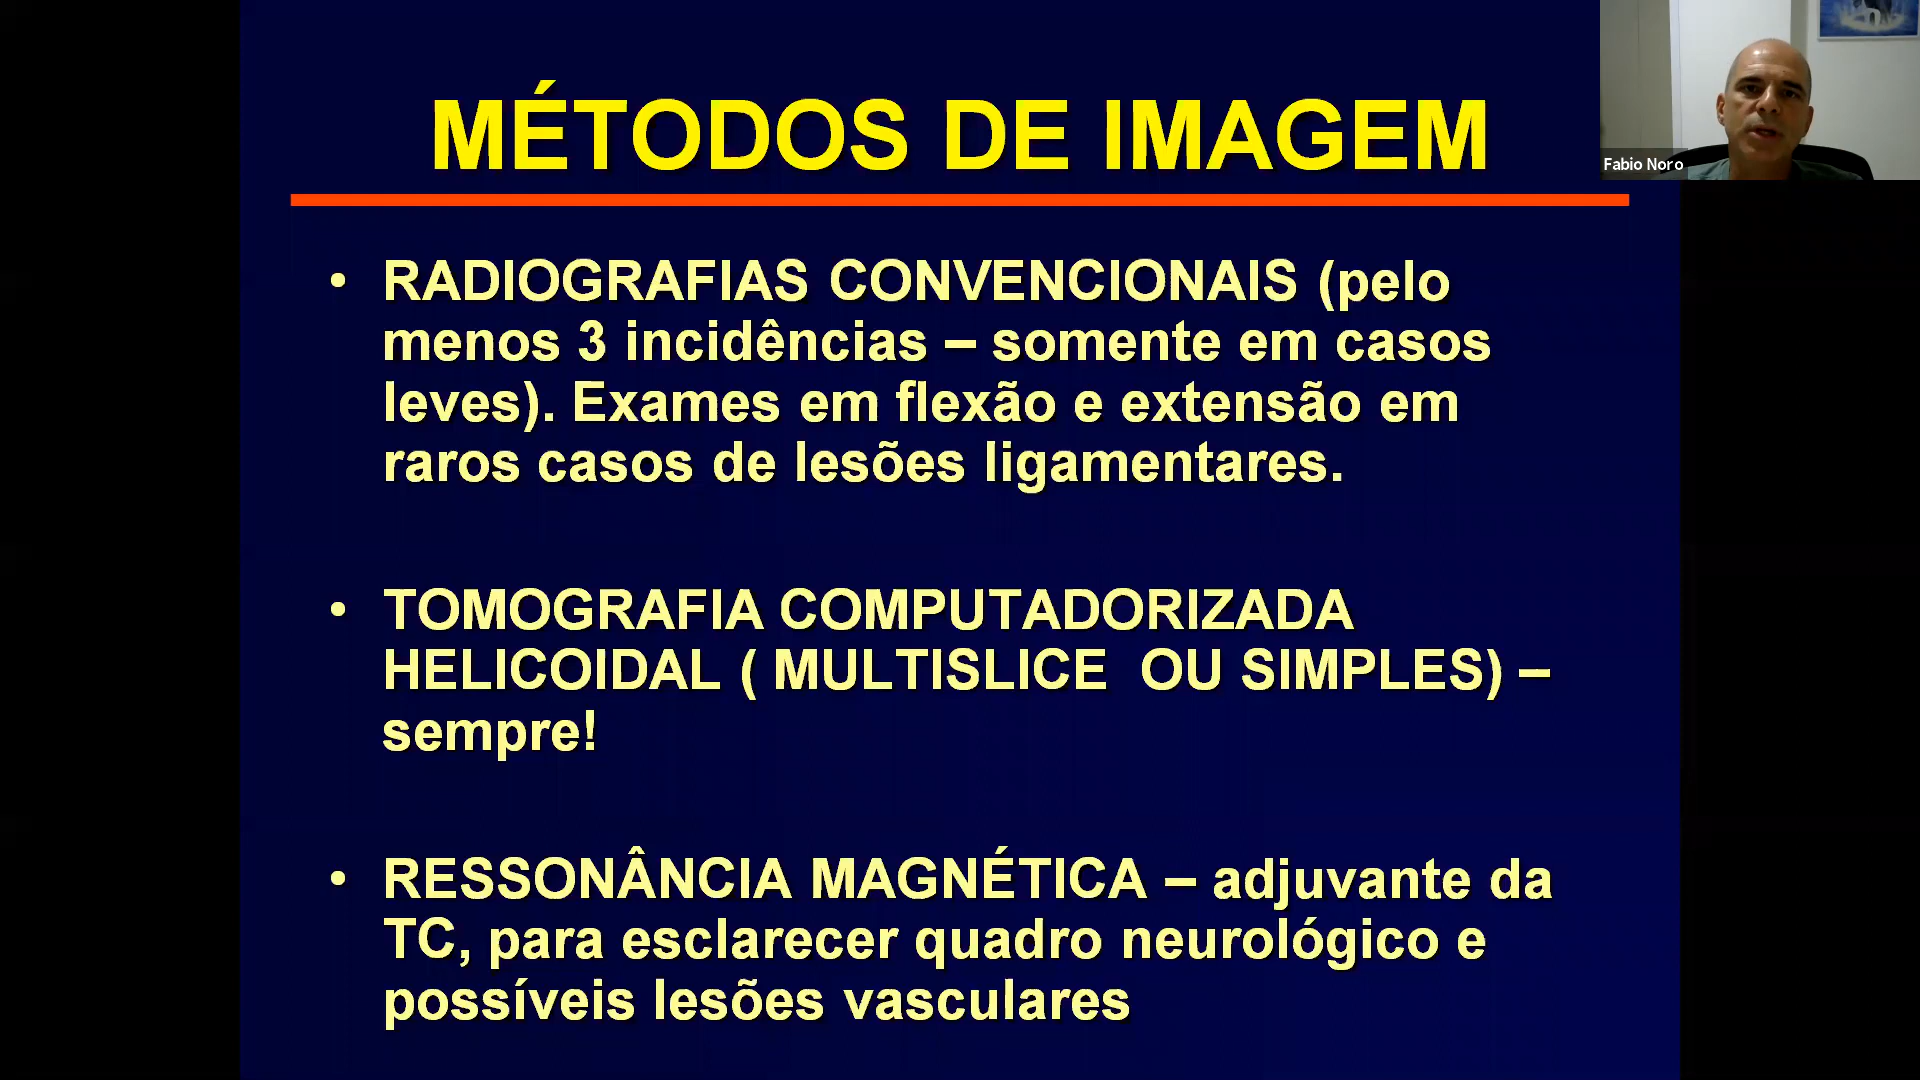 MÉTODOS DE IMAGEM
Fabio Noro
• RADIOGRAFIAS CONVENCIONAIS (pelo
menos 3 incidências – somente em casos
leves). Exames em flexão e extensão em
raros casos de lesões ligamentares.
• TOMOGRAFIA COMPUTADORIZADA
HELICOIDAL ( MULTISLICE  OU SIMPLES) –
sempre!
• RESSONÂNCIA MAGNÉTICA – adjuvante da
TC, para esclarecer quadro neurológico e
possíveis lesões vasculares